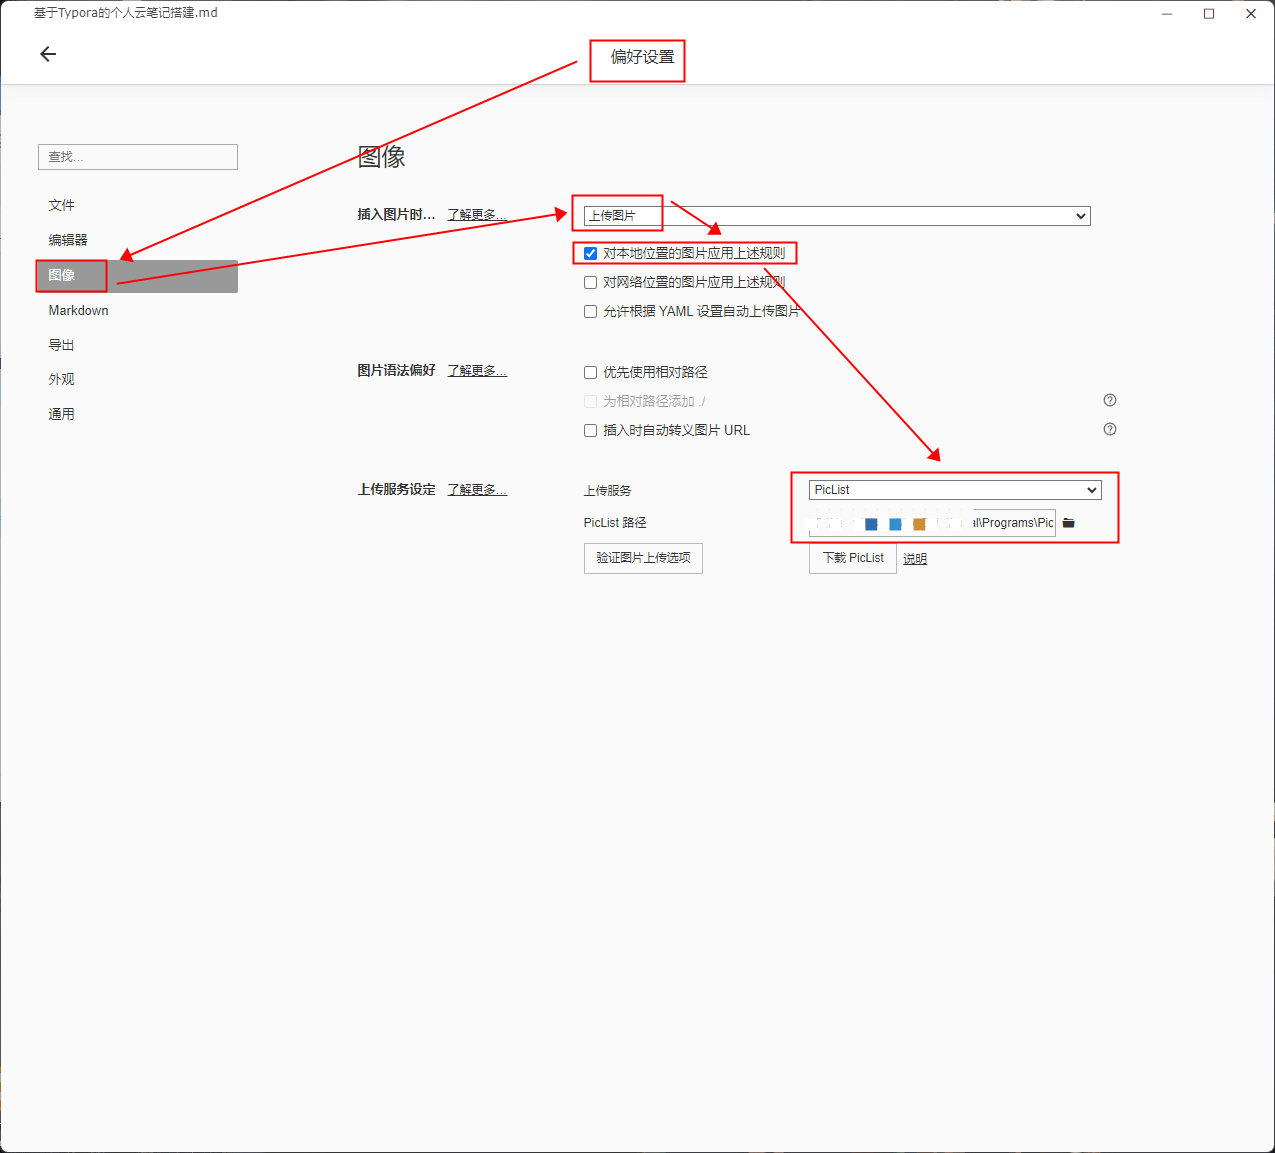 基于Typora的个人云笔记搭建.md
偏好设置
查找...
文件
编辑器
图像
Markdown
导出
外观
通用
图像
插入图片时... 了解更多... 上传图片
对本地位置的图片应用上述规则
对网络位置的图片应用上述规则
允许根据 YAML 设置自动上传图片
图片语法偏好 了解更多... 优先使用相对路径
为相对路径添加 ./
插入时自动转义图片 URL
上传服务设定 了解更多... 上传服务 PicList
PicList 路径 al\Programs\Pic
验证图片上传选项 下载 PicList 说明